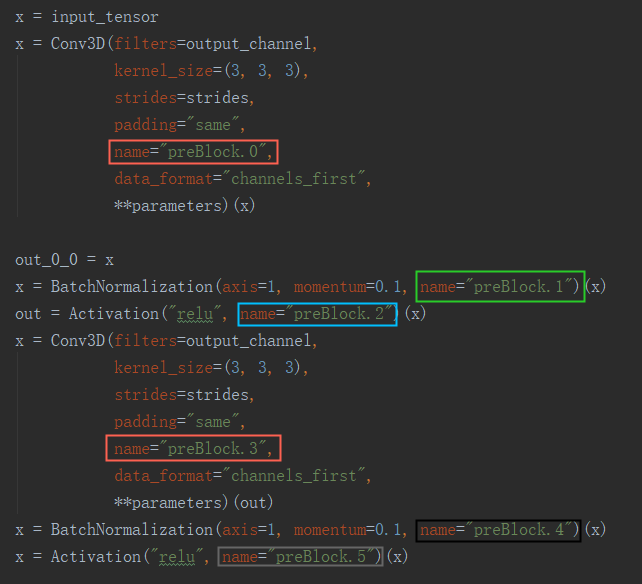 x = input_tensor
x = Conv3D(filters=output_channel,
kernel_size=(3, 3, 3),
strides=strides,
padding="same",
name="preBlock.0",
data_format="channels_first",
**parameters)(x)
out_0_0 = x
x = BatchNormalization(axis=1, momentum=0.1, name="preBlock.1")(x)
out = Activation("relu", name="preBlock.2")(x)
x = Conv3D(filters=output_channel,
kernel_size=(3, 3, 3),
strides=strides,
padding="same",
name="preBlock.3",
data_format="channels_first",
**parameters)(out)
x = BatchNormalization(axis=1, momentum=0.1, name="preBlock.4")(x)
x = Activation("relu", name="preBlock.5")(x)